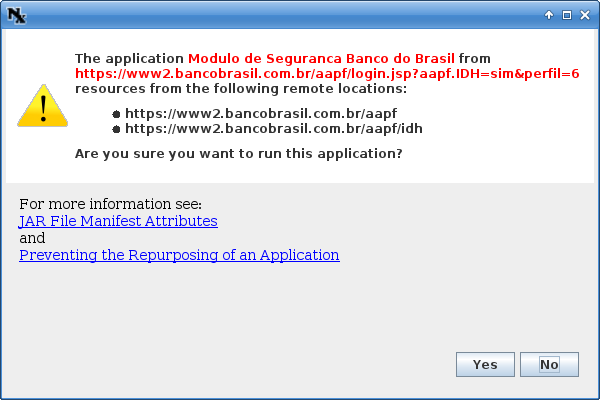 The application Modulo de Seguranca Banco do Brasil from
https://www2.bancobrasil.com.br/aapf/login.jsp?aapf.IDH=sim&perfil=6
resources from the following remote locations:
https://www2.bancobrasil.com.br/aapf
https://www2.bancobrasil.com.br/aapf/idh
Are you sure you want to run this application?
For more information see:
JAR File Manifest Attributes
and
Preventing the Repurposing of an Application
Yes No